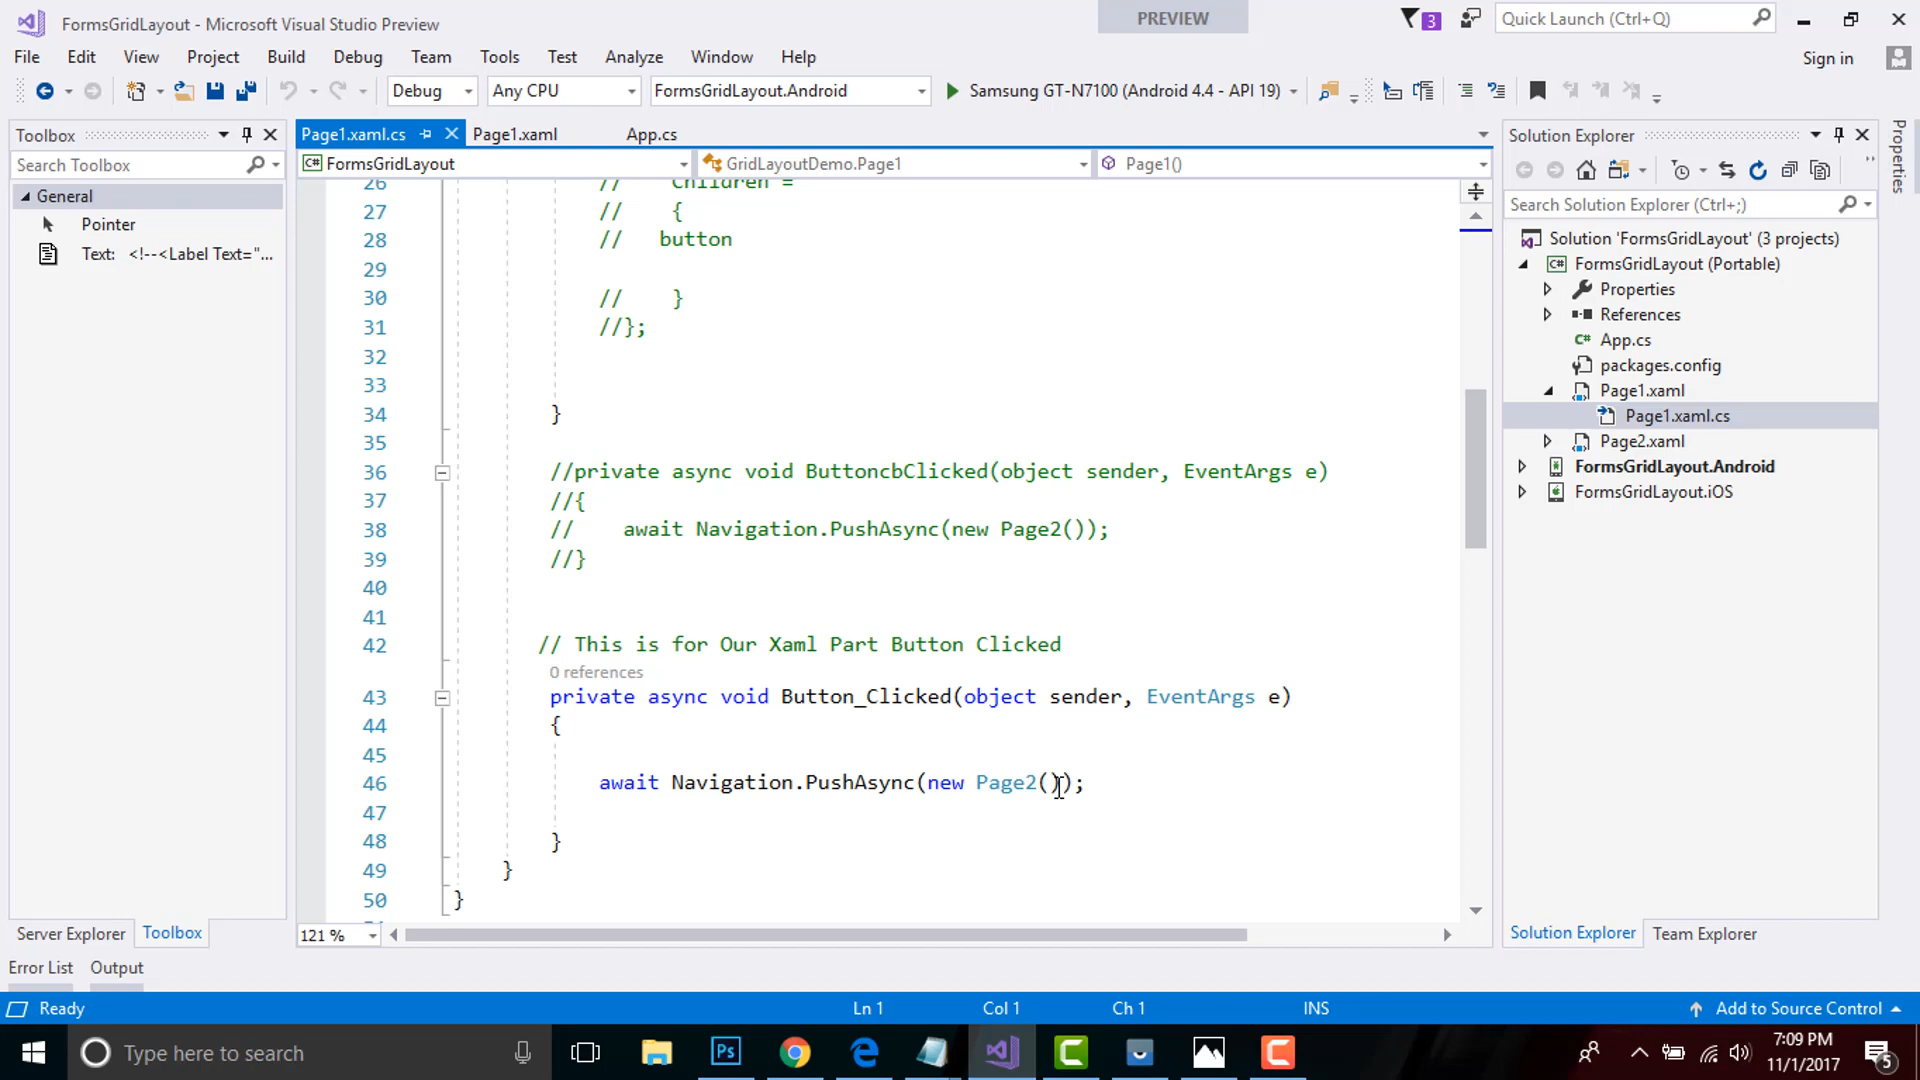 FormsGridLayout - Microsoft Visual Studio Preview
PREVIEW
3
Quick Launch (Ctrl+Q)
File Edit View Project Build Debug Team Tools Test Analyze Window Help
Sign in
Debug Any CPU FormsGridLayout.Android Samsung GT-N7100 (Android 4.4 - API 19)
Toolbox
Search Toolbox
General
Pointer
Text: <!--<Label Text="...
Page1.xaml.cs Page1.xaml App.cs
C# FormsGridLayout GridLayoutDemo.Page1 Page1()
26 // Children =
27 // {
28 // button
29
30 // }
31 //};
32
33
34 }
35
36 //private async void ButtoncbClicked(object sender, EventArgs e)
37 //{
38 // await Navigation.PushAsync(new Page2());
39 //}
40
41
42 // This is for Our Xaml Part Button Clicked
0 references
43 private async void Button_Clicked(object sender, EventArgs e)
44 {
45
46 await Navigation.PushAsync(new Page2());
47
48 }
49 }
50 }
121 %
Solution Explorer
Search Solution Explorer (Ctrl+;)
Solution 'FormsGridLayout' (3 projects)
C# FormsGridLayout (Portable)
Properties
References
C# App.cs
packages.config
Page1.xaml
Page1.xaml.cs
Page2.xaml
FormsGridLayout.Android
FormsGridLayout.iOS
Properties
Server Explorer Toolbox
Solution Explorer Team Explorer
Error List Output
Ready Ln 1 Col 1 Ch 1 INS Add to Source Control
Type here to search
Ps
7:09 PM
11/1/2017
5